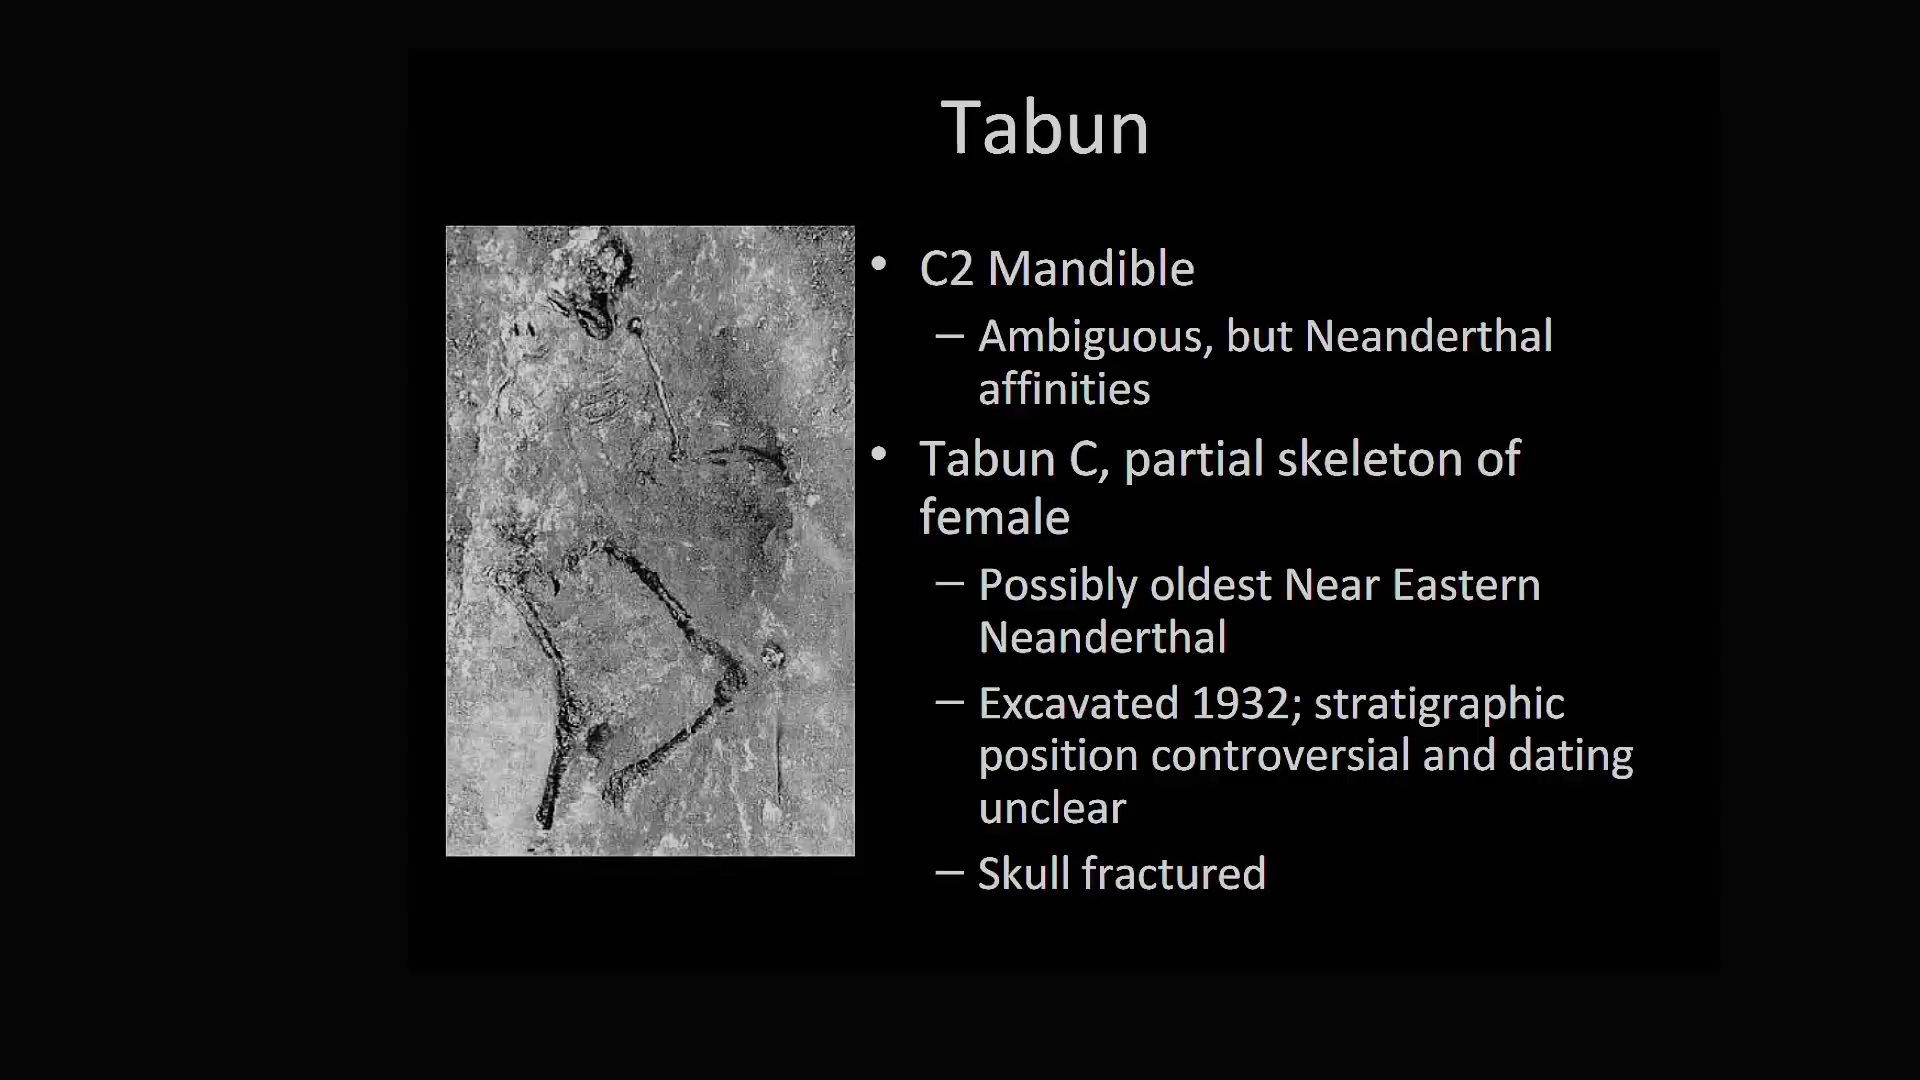 Tabun
• C2 Mandible
– Ambiguous, but Neanderthal
affinities
• Tabun C, partial skeleton of
female
– Possibly oldest Near Eastern
Neanderthal
– Excavated 1932; stratigraphic
position controversial and dating
unclear
– Skull fractured